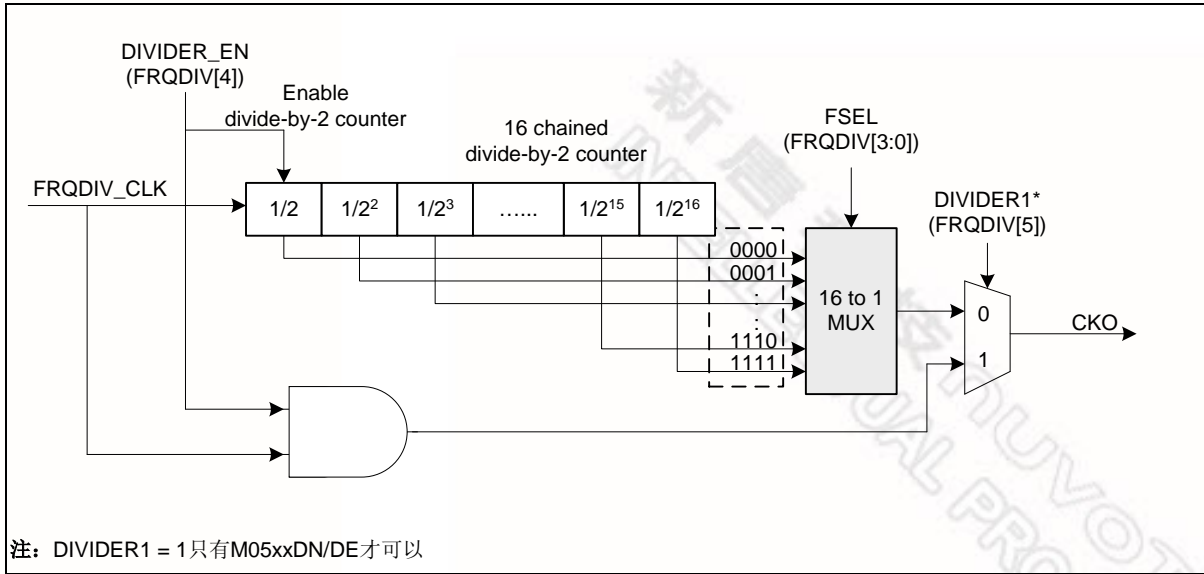 DIVIDER_EN
(FRQDIV[4])
Enable
divide-by-2 counter
16 chained
divide-by-2 counter
FSEL
(FRQDIV[3:0])
DIVIDER1*
(FRQDIV[5])
FRQDIV_CLK
1/2
1/2²
1/2³
…...
1/2¹⁵
1/2¹⁶
0000
0001
:
:
1110
1111
16 to 1
MUX
0
1
CKO
注：DIVIDER1 = 1只有M05xxDN/DE才可以